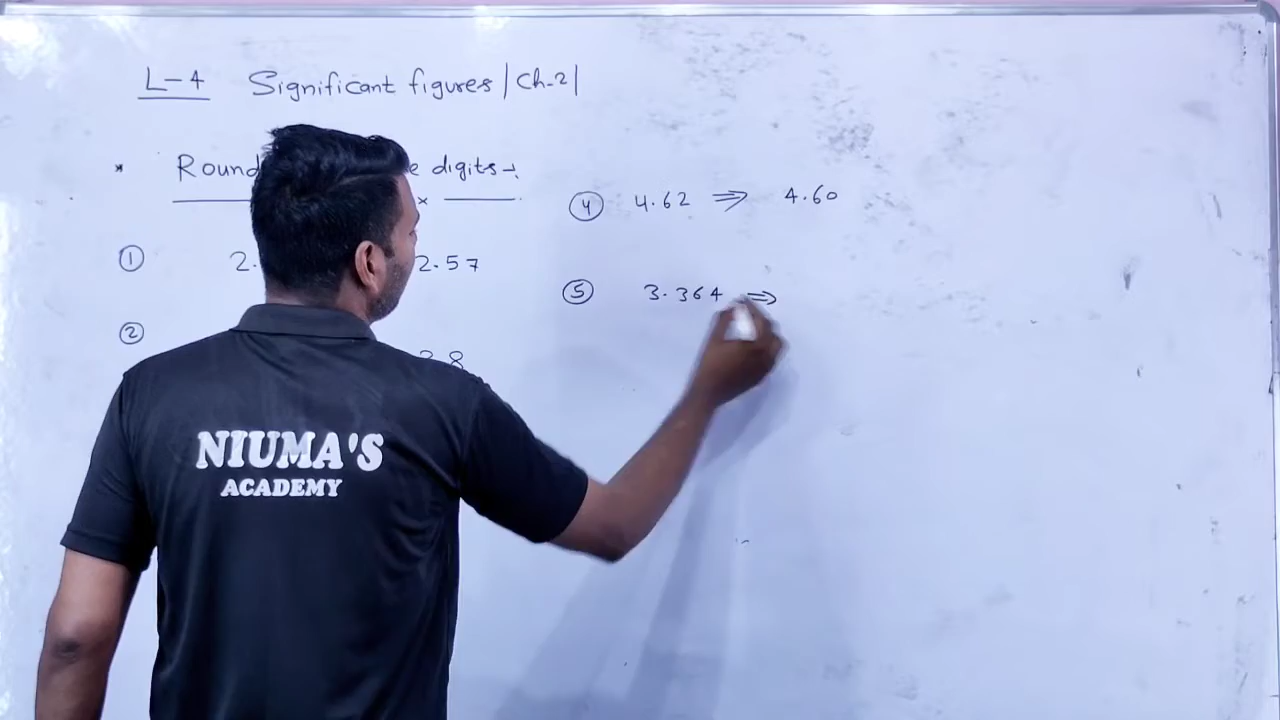 L-4 Significant figures | Ch-2 |
* Round e digits :
① 2. 2.57
②
3.8
④ 4.62 ⇒ 4.60
⑤ 3.364 ⇒
NIUMA'S
ACADEMY